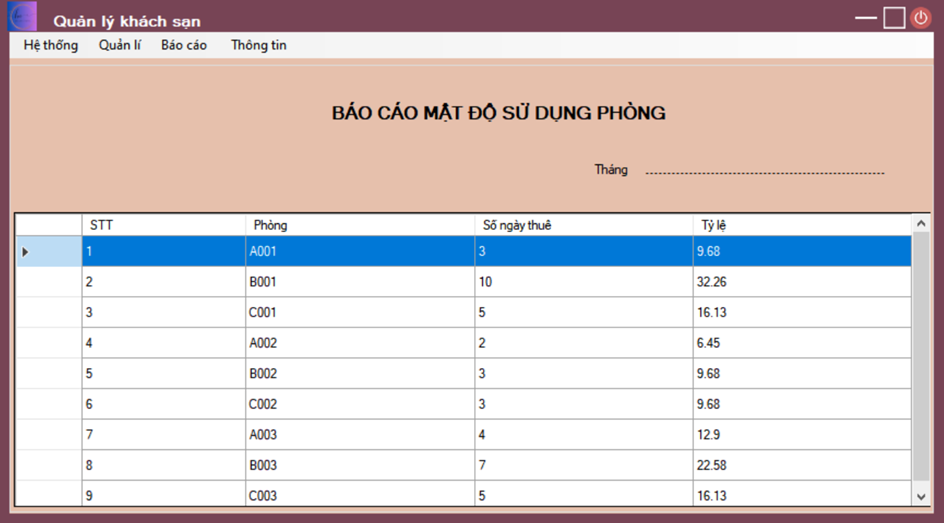 Quản lý khách sạn
Hệ thống Quản lí Báo cáo Thông tin
BÁO CÁO MẬT ĐỘ SỬ DỤNG PHÒNG
Tháng
STT Phòng Số ngày thuê Tỷ lệ
1 A001 3 9.68
2 B001 10 32.26
3 C001 5 16.13
4 A002 2 6.45
5 B002 3 9.68
6 C002 3 9.68
7 A003 4 12.9
8 B003 7 22.58
9 C003 5 16.13